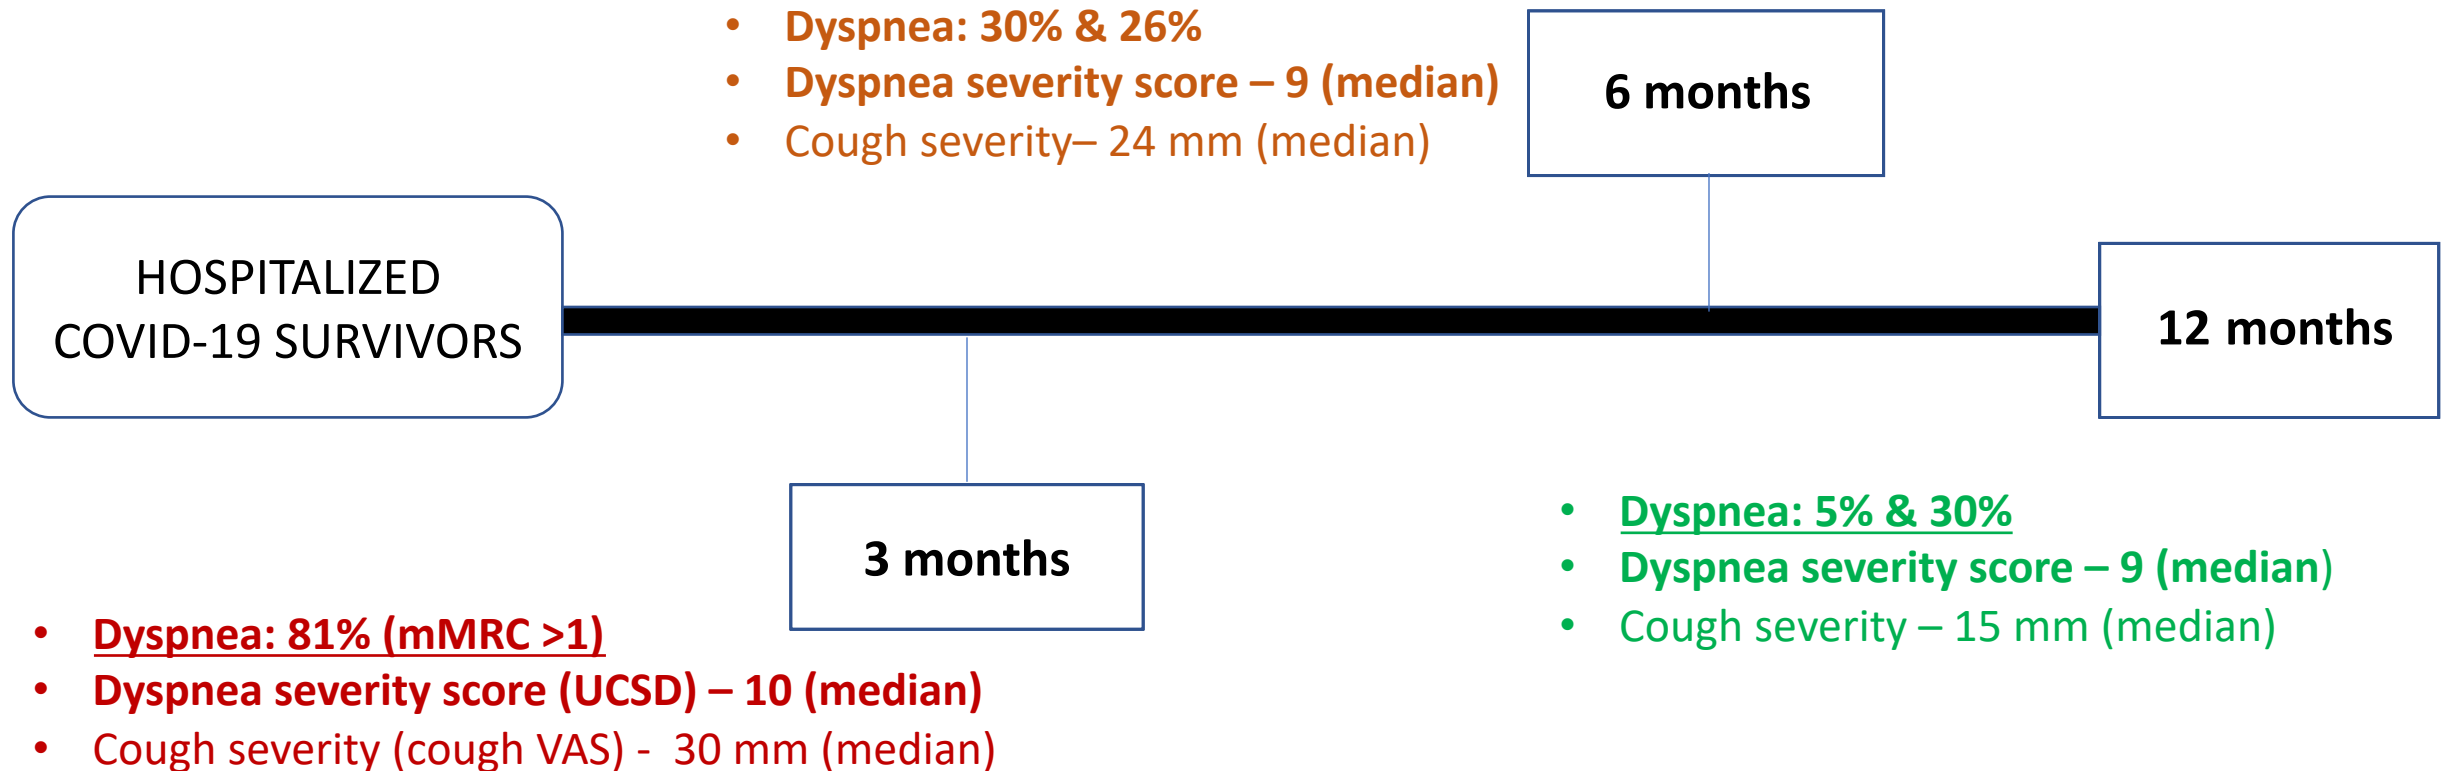 • Dyspnea: 30% & 26%
• Dyspnea severity score – 9 (median)
• Cough severity– 24 mm (median)
6 months
HOSPITALIZED
COVID-19 SURVIVORS
12 months
3 months
• Dyspnea: 81% (mMRC >1)
• Dyspnea severity score (UCSD) – 10 (median)
• Cough severity (cough VAS) - 30 mm (median)
• Dyspnea: 5% & 30%
• Dyspnea severity score – 9 (median)
• Cough severity – 15 mm (median)